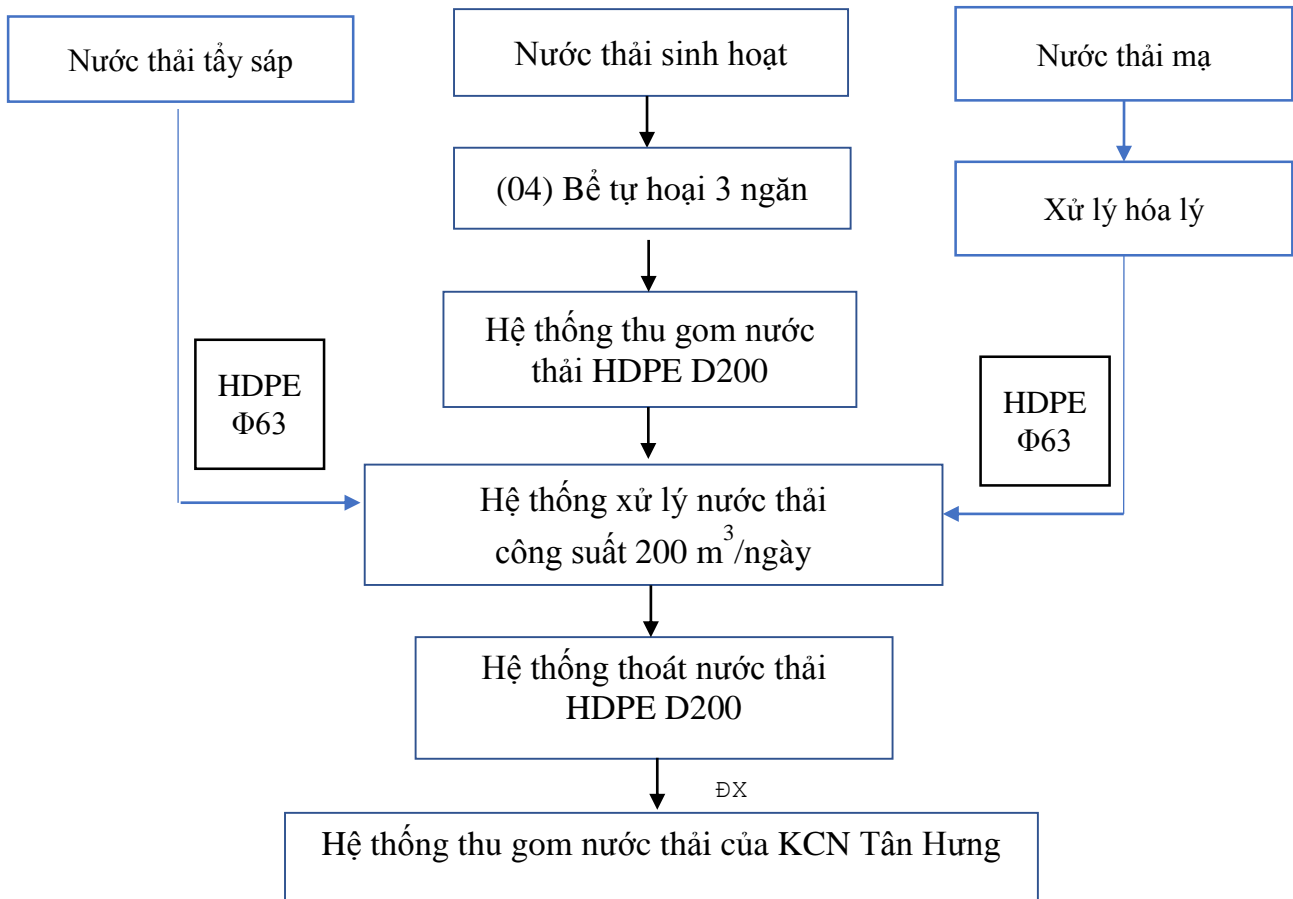 Nước thải tẩy sáp
Nước thải sinh hoạt
Nước thải mạ
(04) Bể tự hoại 3 ngăn
Xử lý hóa lý
Hệ thống thu gom nước
thải HDPE D200
HDPE
Φ63
HDPE
Φ63
Hệ thống xử lý nước thải
công suất 200 m³/ngày
Hệ thống thoát nước thải
HDPE D200
ĐX
Hệ thống thu gom nước thải của KCN Tân Hưng